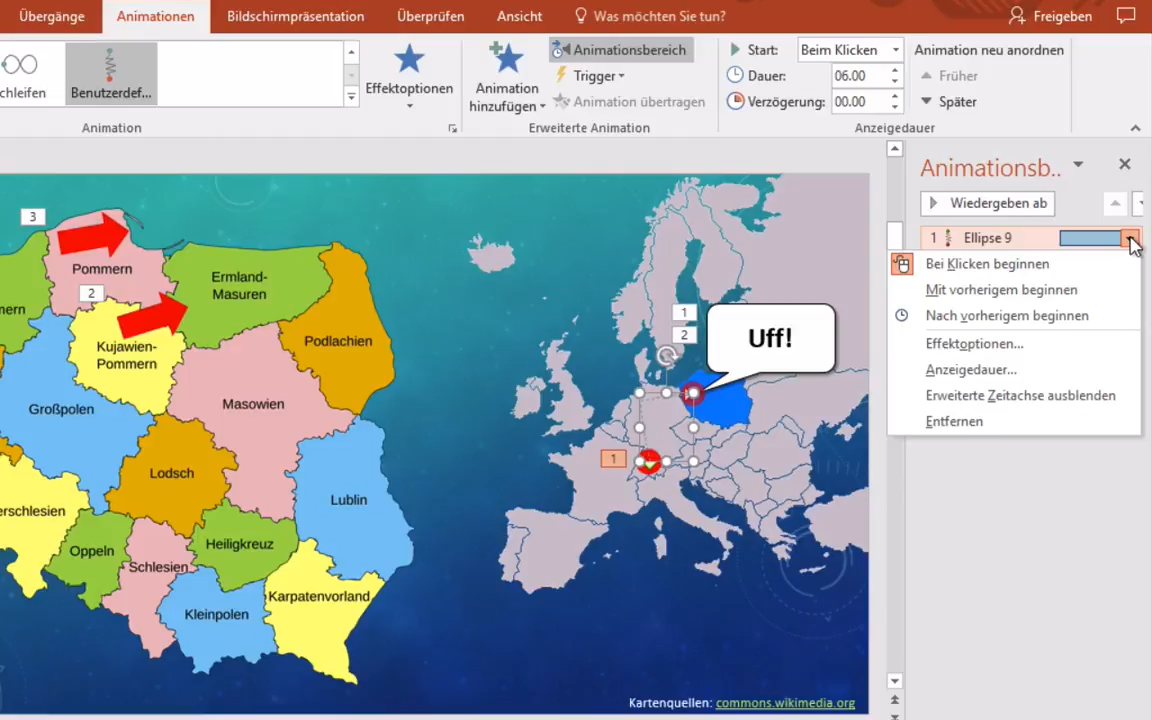 Übergänge
Animationen
Bildschirmpräsentation
Überprüfen
Ansicht
Was möchten Sie tun?
Freigeben
chleifen
Benutzerdef...
Effektoptionen
Animation hinzufügen
Animationsbereich
Trigger
Animation übertragen
Start:
Beim Klicken
Dauer:
06.00
Verzögerung:
00.00
Animation neu anordnen
Früher
Später
Animation
Erweiterte Animation
Anzeigedauer
Animationsb..
Wiedergeben ab
1 Ellipse 9
Bei Klicken beginnen
Mit vorherigem beginnen
Nach vorherigem beginnen
Effektoptionen...
Anzeigedauer...
Erweiterte Zeitachse ausblenden
Entfernen
3
Pommern
2
mern
Kujawien-
Pommern
Ermland-
Masuren
Podlachien
Großpolen
Masowien
Lodsch
Lublin
erschlesien
Oppeln
Schlesien
Heiligkreuz
Kleinpolen
Karpatenvorland
1
2
Uff!
1
Kartenquellen: commons.wikimedia.org